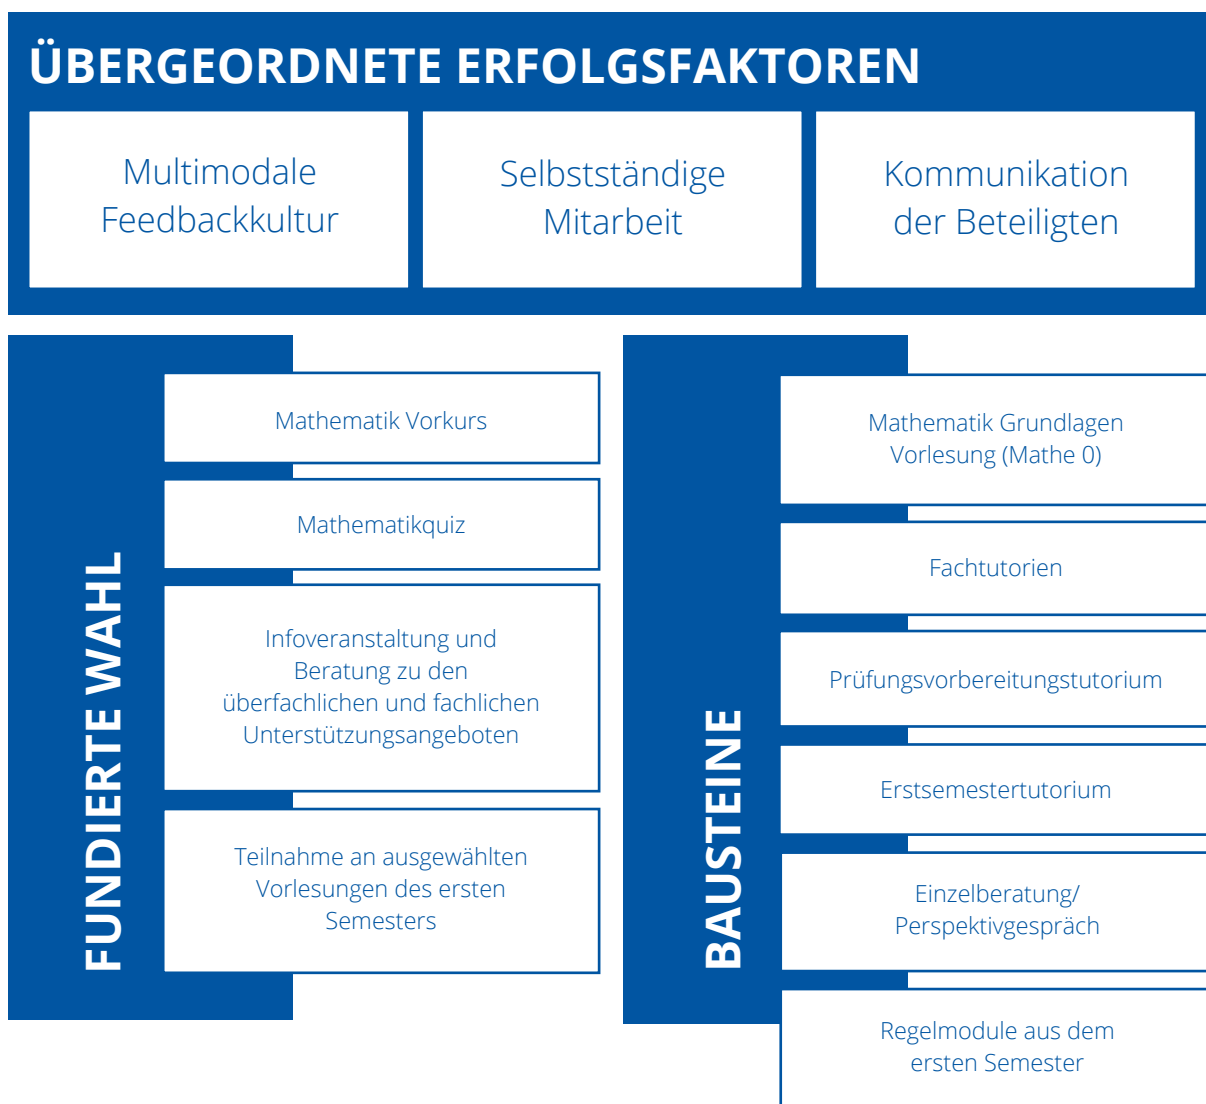 ÜBERGEORDNETE ERFOLGSFAKTOREN
Multimodale
Feedbackkultur
Selbstständige
Mitarbeit
Kommunikation
der Beteiligten
FUNDIERTE WAHL
Mathematik Vorkurs
Mathematikquiz
Infoveranstaltung und
Beratung zu den
überfachlichen und fachlichen
Unterstützungsangeboten
Teilnahme an ausgewählten
Vorlesungen des ersten
Semesters
BAUSTEINE
Mathematik Grundlagen
Vorlesung (Mathe 0)
Fachtutorien
Prüfungsvorbereitungstutorium
Erstsemestertutorium
Einzelberatung/
Perspektivgespräch
Regelmodule aus dem
ersten Semester